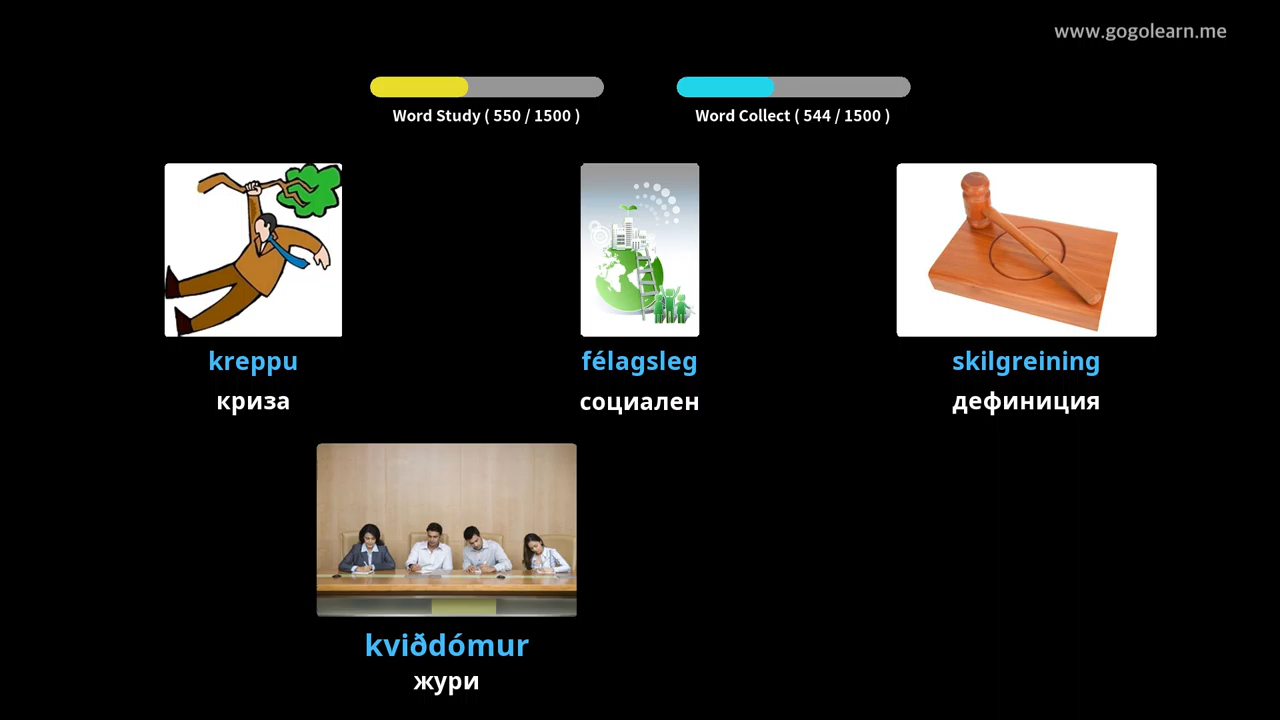 www.gogolearn.me
Word Study ( 550 / 1500 )
Word Collect ( 544 / 1500 )
kreppu
криза
félagsleg
социален
skilgreining
дефиниция
kviðdómur
жури